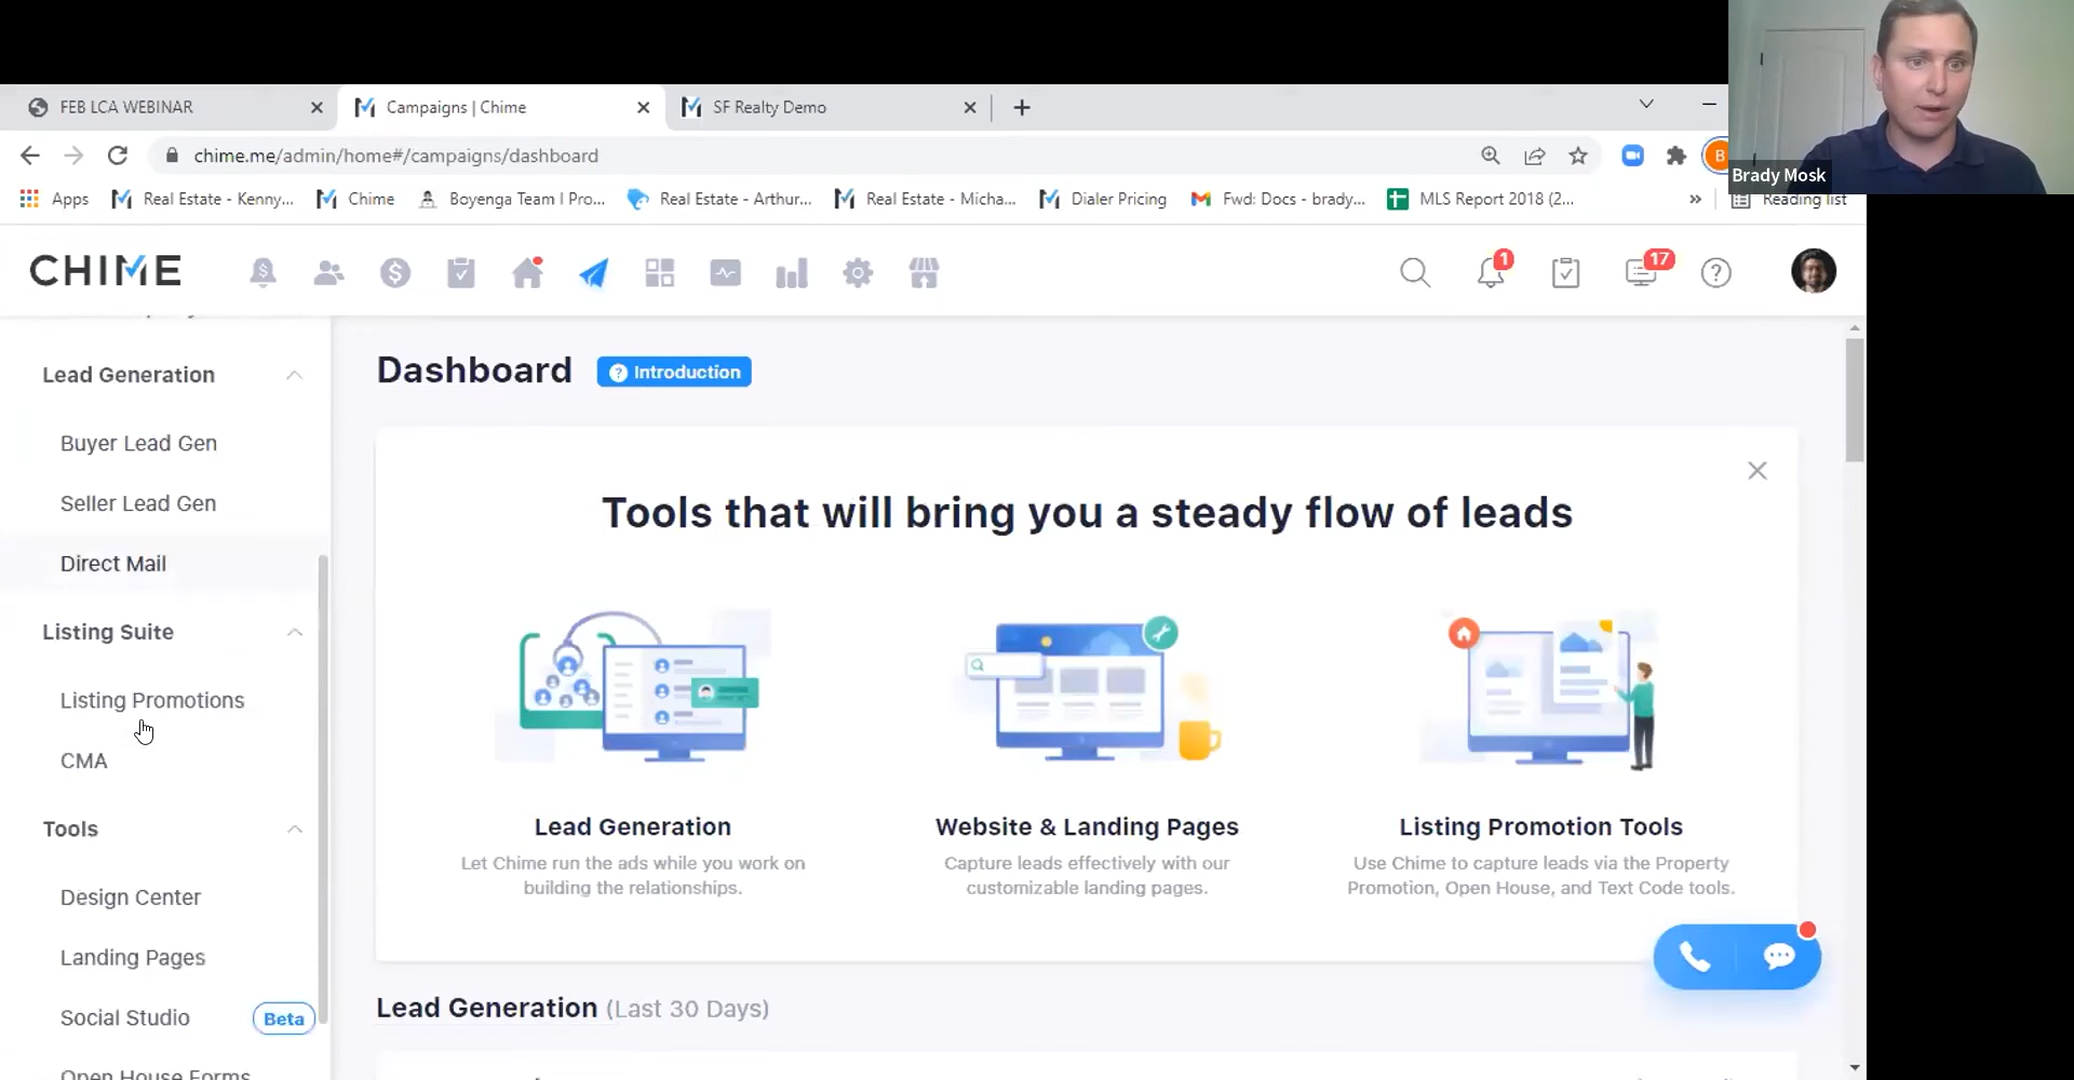 FEB LCA WEBINAR
Campaigns | Chime
SF Realty Demo
chime.me/admin/home#/campaigns/dashboard
B
Brady Mosk
Apps
Real Estate - Kenny...
Chime
Boyenga Team I Pro...
Real Estate - Arthur...
Real Estate - Micha...
Dialer Pricing
Fwd: Docs - brady...
MLS Report 2018 (2...
Reading list
CHIME
1
17
Lead Generation
Buyer Lead Gen
Seller Lead Gen
Direct Mail
Listing Suite
Listing Promotions
CMA
Tools
Design Center
Landing Pages
Social Studio
Beta
Open House Forms
Dashboard
Introduction
Tools that will bring you a steady flow of leads
Lead Generation
Let Chime run the ads while you work on
building the relationships.
Website & Landing Pages
Capture leads effectively with our
customizable landing pages.
Listing Promotion Tools
Use Chime to capture leads via the Property
Promotion, Open House, and Text Code tools.
Lead Generation (Last 30 Days)